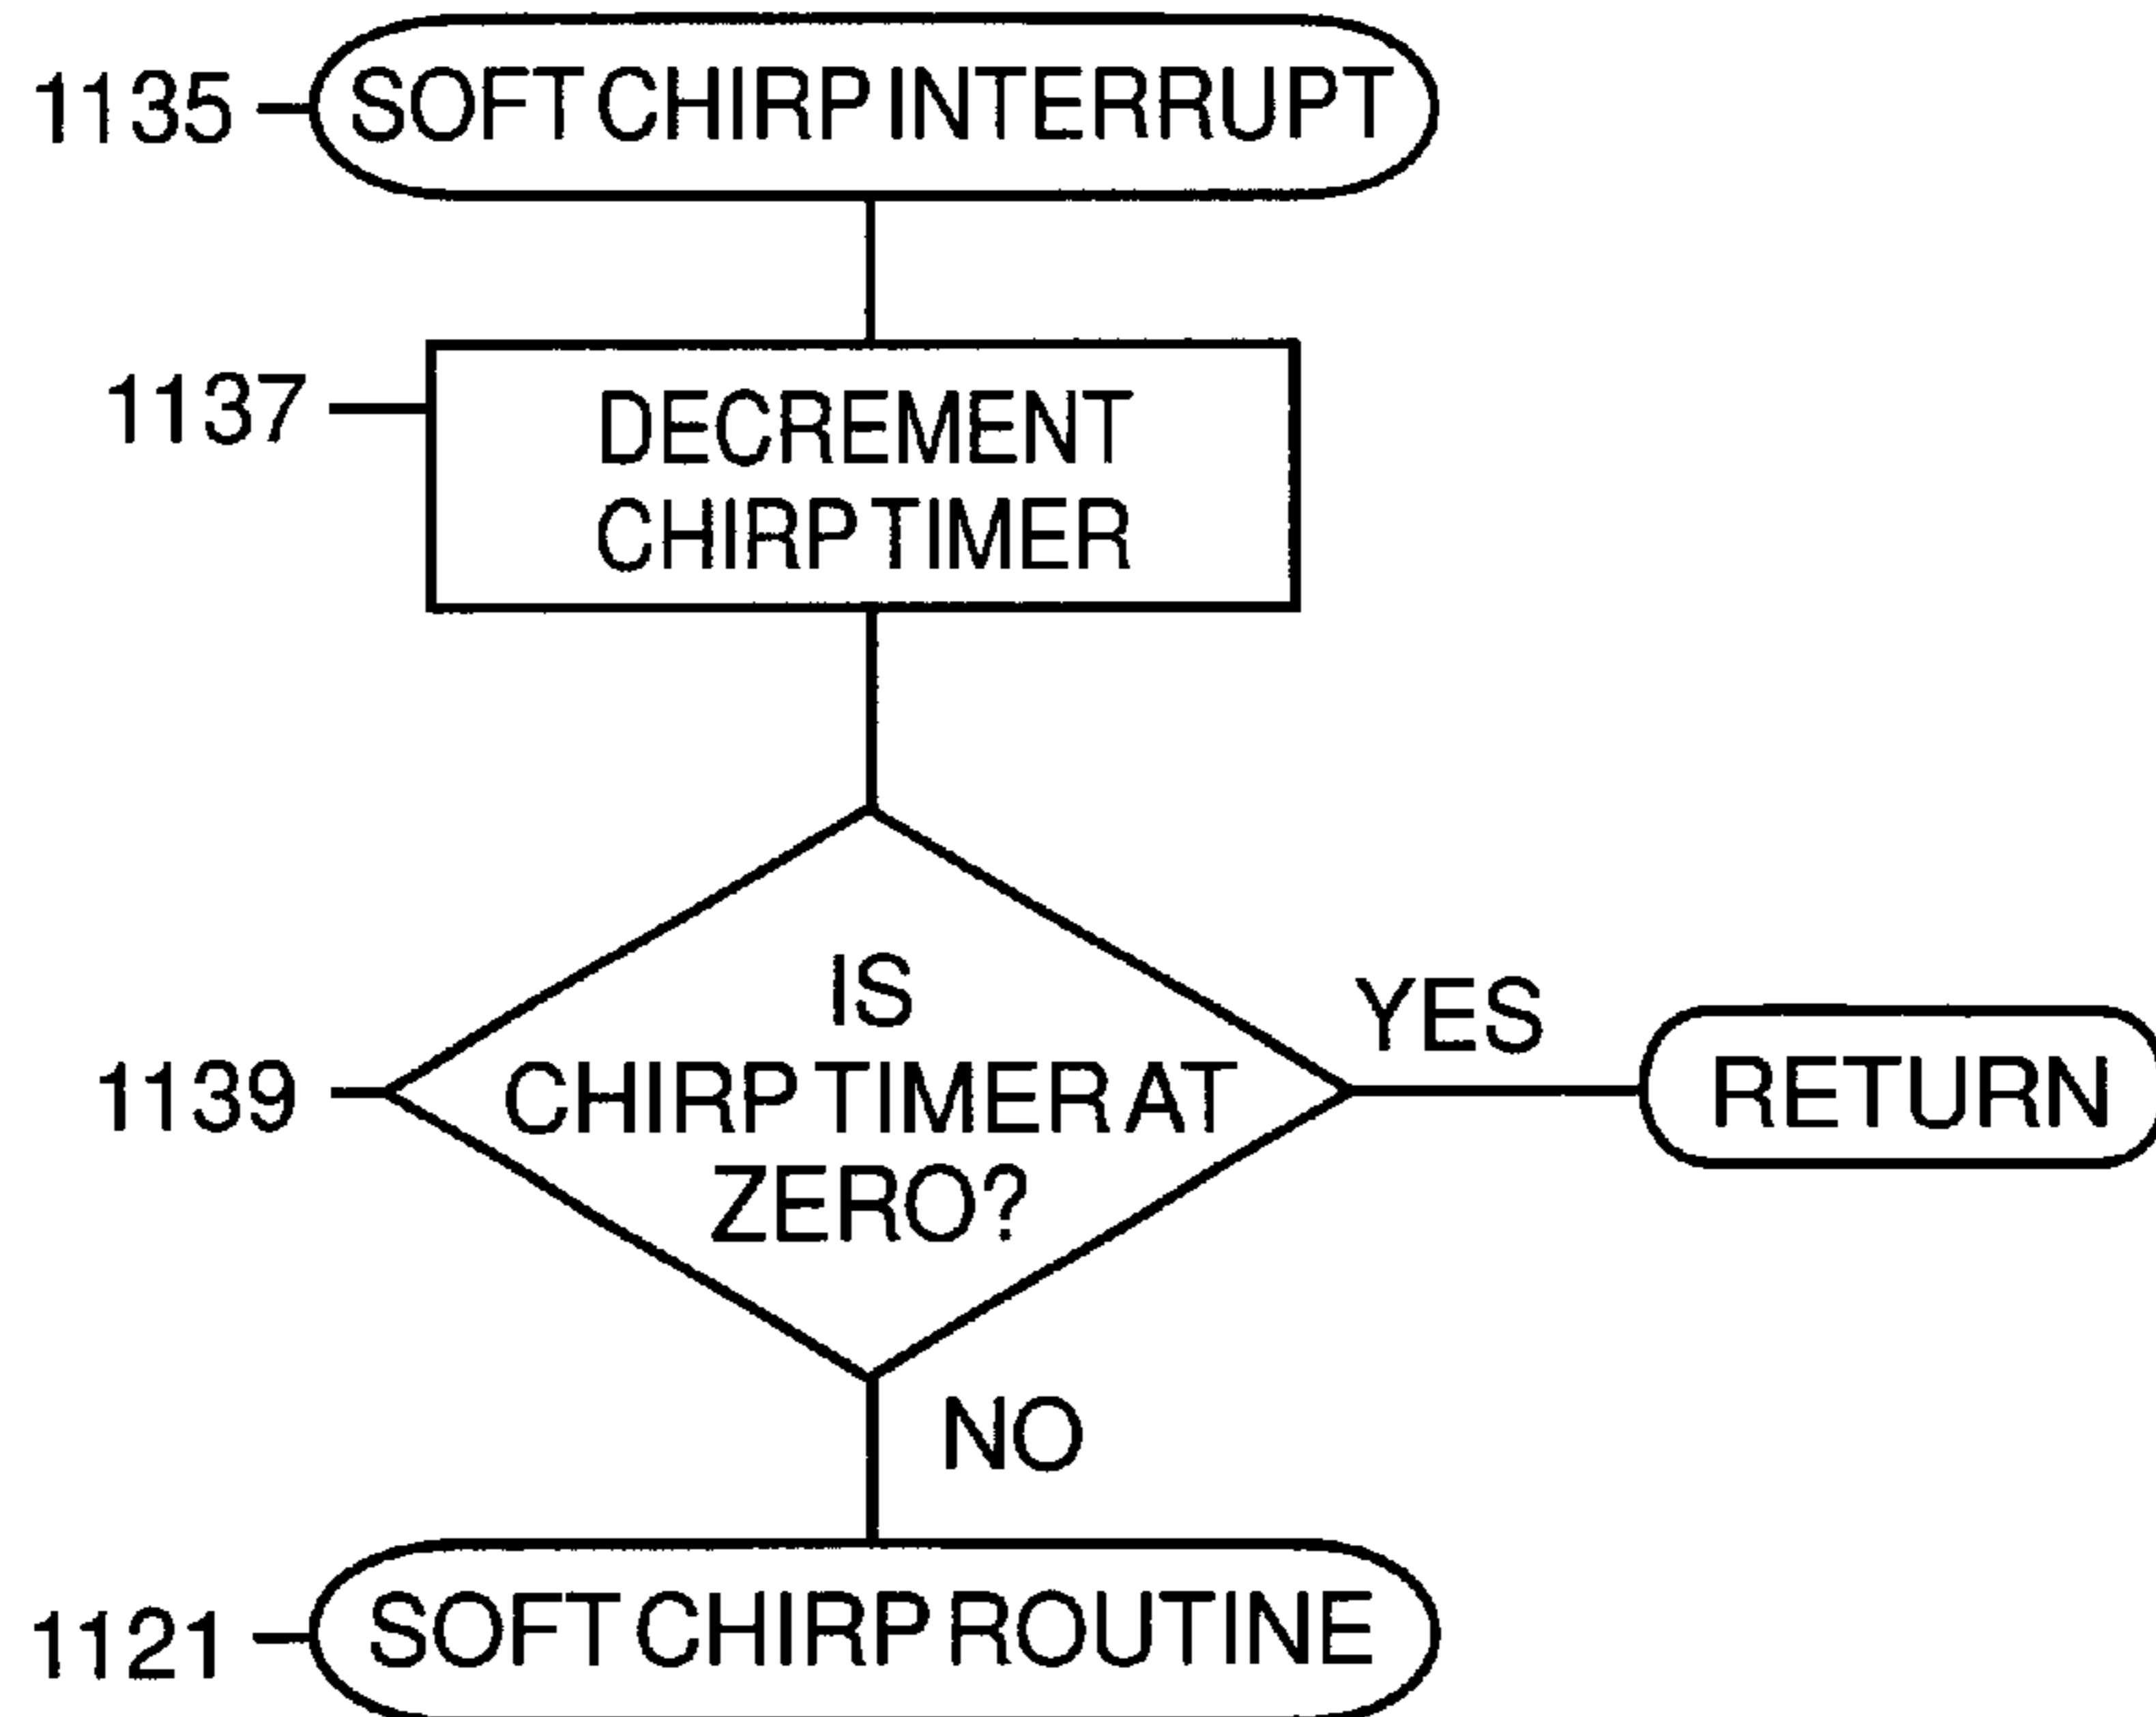 1135 SOFT CHIRP INTERRUPT
1137
DECREMENT
CHIRP TIMER
IS
1139 CHIRP TIMER AT
ZERO?
YES
RETURN
NO
1121 SOFT CHIRP ROUTINE